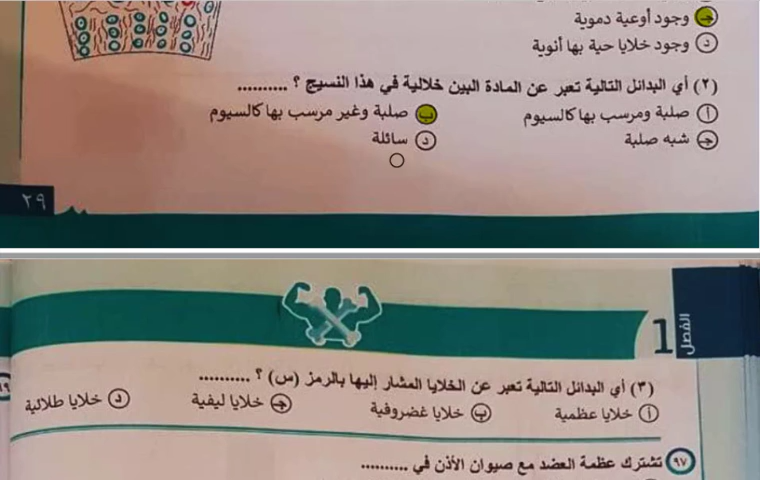 ج وجود أوعية دموية
د وجود خلايا حية بها أنوية
(٢) أي البدائل التالية تعبر عن المادة البين خلالية في هذا النسيج ؟ ..........
أ صلبة ومرسب بها كالسيوم ب صلبة وغير مرسب بها كالسيوم
ج شبه صلبة د سائلة
٢٩
الفصل 1
(٣) أي البدائل التالية تعبر عن الخلايا المشار إليها بالرمز (س) ؟ ..........
أ خلايا عظمية ب خلايا غضروفية ج خلايا ليفية د خلايا طلائية
٩٧ تشترك عظمة العضد مع صيوان الأذن في ..........